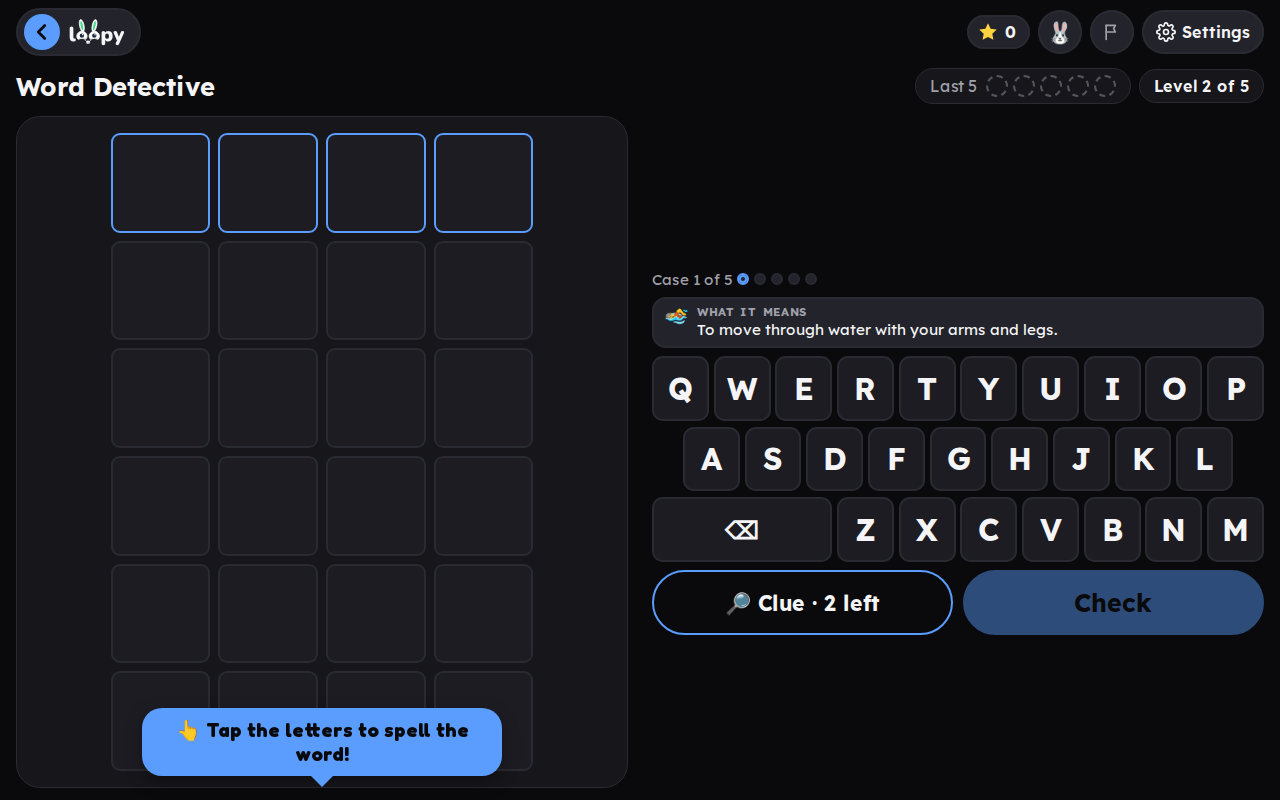 loopy
0
Settings
Word Detective
Last 5
Level 2 of 5
Case 1 of 5
WHAT IT MEANS
To move through water with your arms and legs.
Q W E R T Y U I O P
A S D F G H J K L
Z X C V B N M
Clue · 2 left
Check
Tap the letters to spell the
word!